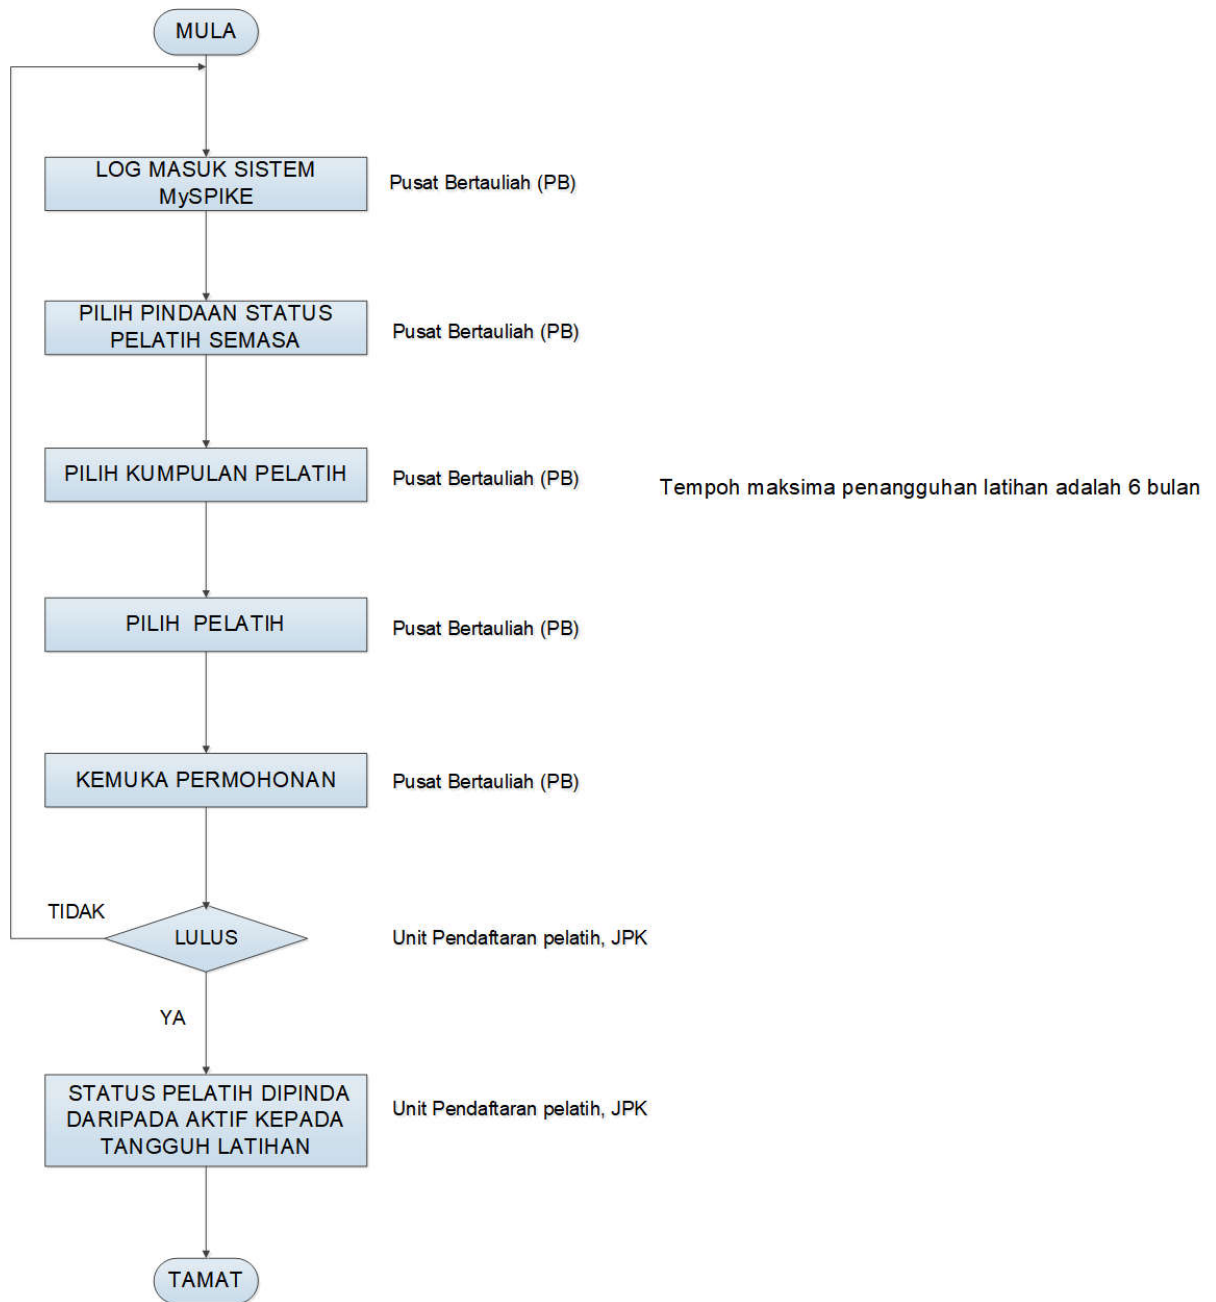 MULA
LOG MASUK SISTEM
MySPIKE
Pusat Bertauliah (PB)
PILIH PINDAAN STATUS
PELATIH SEMASA
Pusat Bertauliah (PB)
PILIH KUMPULAN PELATIH
Pusat Bertauliah (PB)
Tempoh maksima penangguhan latihan adalah 6 bulan
PILIH PELATIH
Pusat Bertauliah (PB)
KEMUKA PERMOHONAN
Pusat Bertauliah (PB)
TIDAK
LULUS
Unit Pendaftaran pelatih, JPK
YA
STATUS PELATIH DIPINDA
DARIPADA AKTIF KEPADA
TANGGUH LATIHAN
Unit Pendaftaran pelatih, JPK
TAMAT